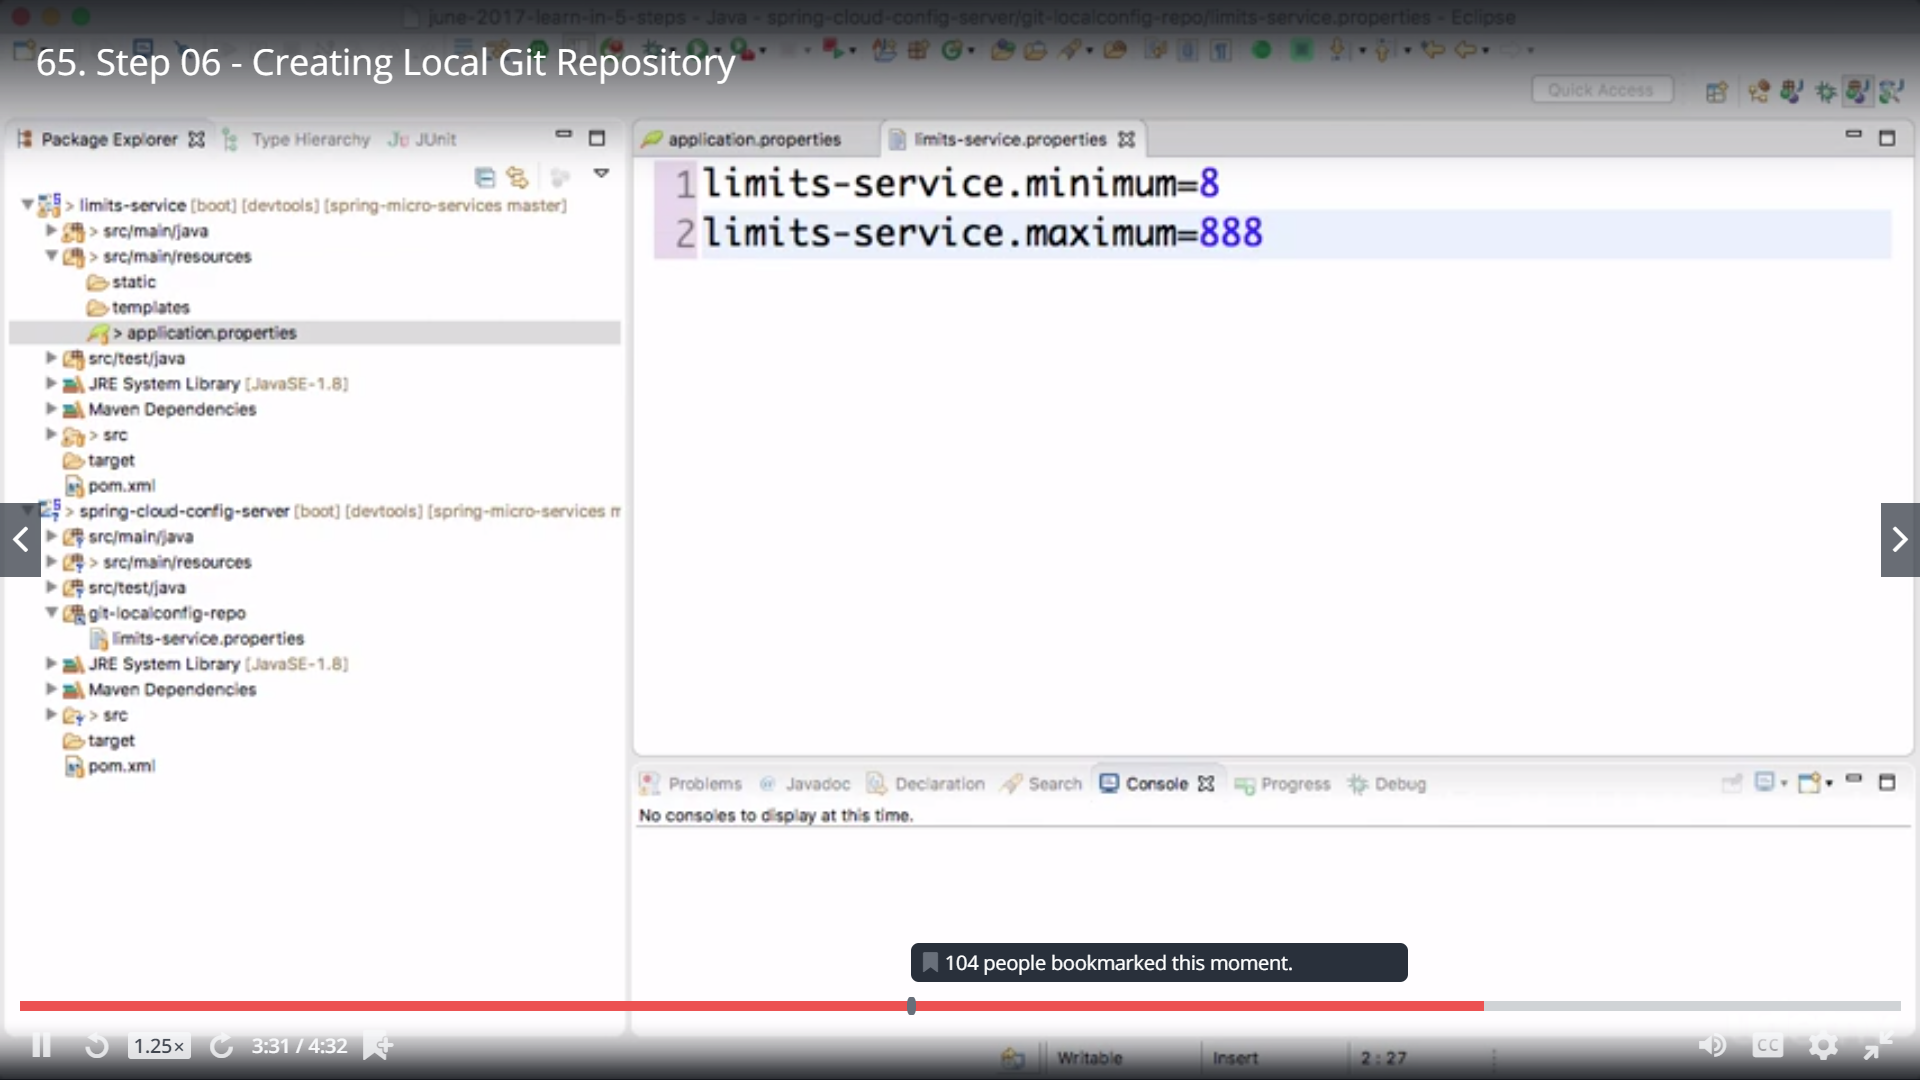 june-2017-learn-in-5-steps - Java - spring-cloud-config-server/git-localconfig-repo/limits-service.properties - Eclipse
65. Step 06 - Creating Local Git Repository
Quick Access
Package Explorer
Type Hierarchy
JUnit
application.properties
limits-service.properties
> limits-service [boot] [devtools] [spring-micro-services master]
> src/main/java
> src/main/resources
static
templates
> application.properties
src/test/java
JRE System Library [JavaSE-1.8]
Maven Dependencies
> src
target
pom.xml
> spring-cloud-config-server [boot] [devtools] [spring-micro-services m
src/main/java
> src/main/resources
src/test/java
git-localconfig-repo
limits-service.properties
JRE System Library [JavaSE-1.8]
Maven Dependencies
> src
target
pom.xml
1 limits-service.minimum=8
2 limits-service.maximum=888
Problems
Javadoc
Declaration
Search
Console
Progress
Debug
No consoles to display at this time.
104 people bookmarked this moment.
1.25×
3:31 / 4:32
CC
Writable
Insert
2 : 27